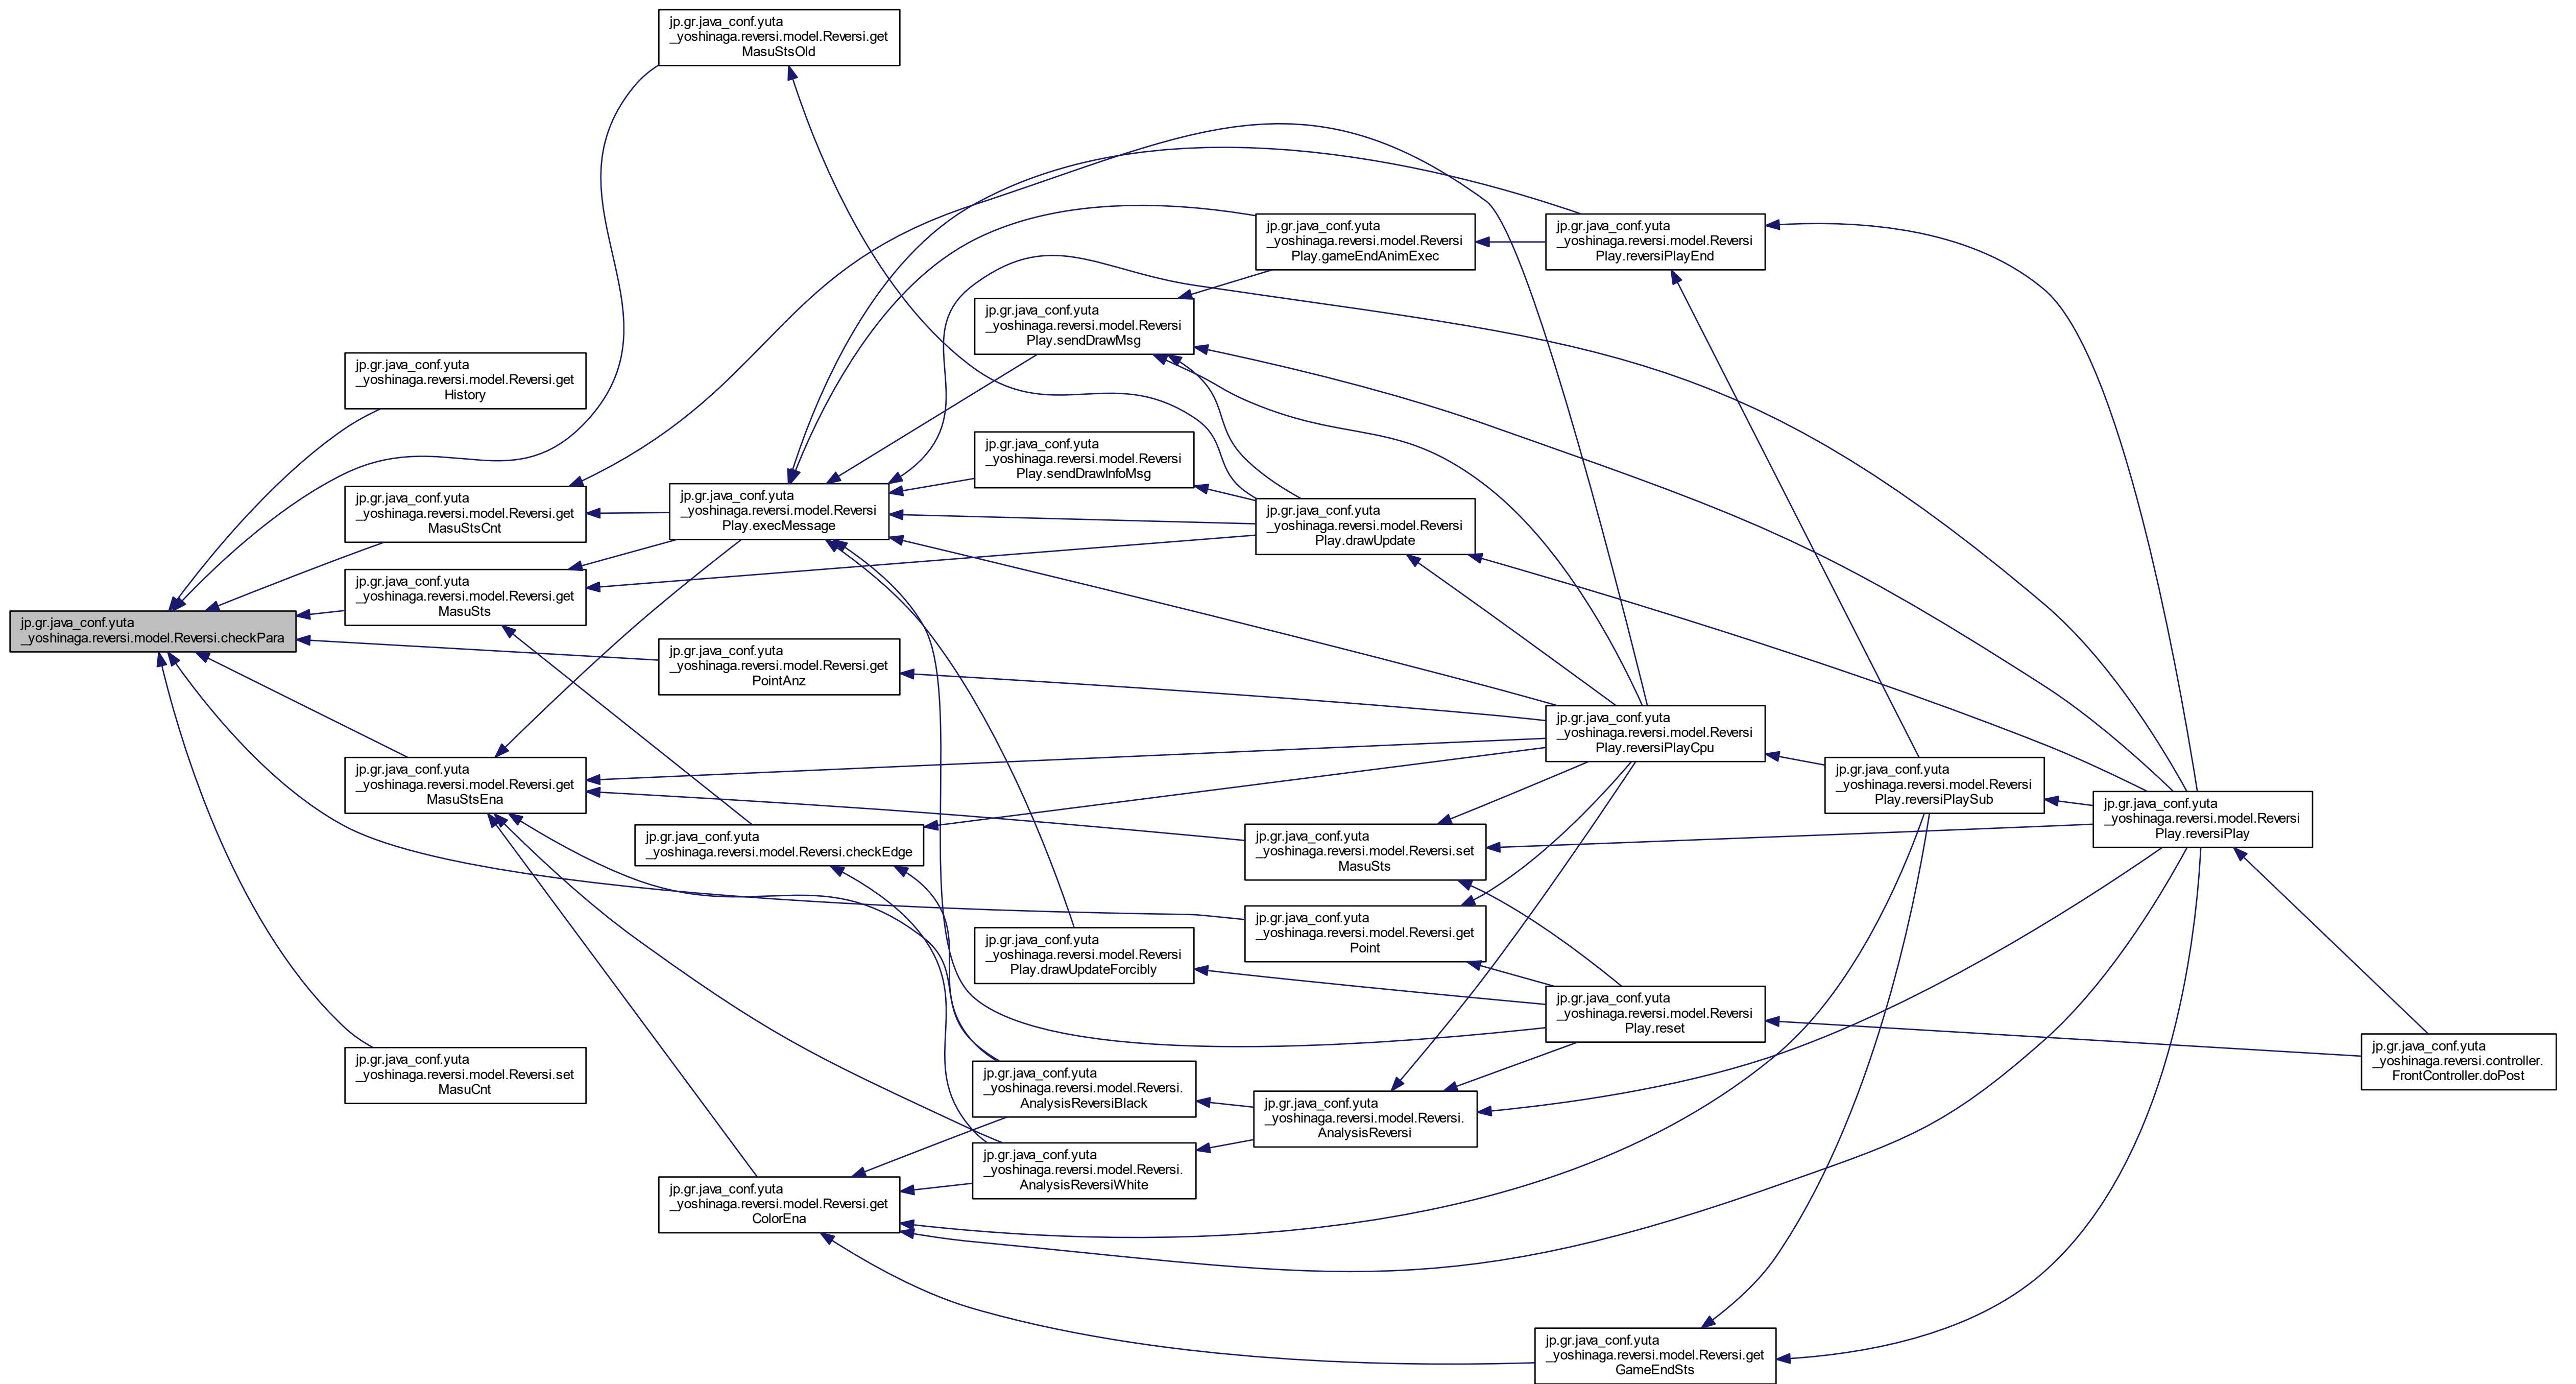 jp.gr.java_conf.yuta
_yoshinaga.reversi.model.Reversi.get
MasuStsOld
jp.gr.java_conf.yuta
_yoshinaga.reversi.model.Reversi
Play.gameEndAnimExec
jp.gr.java_conf.yuta
_yoshinaga.reversi.model.Reversi
Play.reversiPlayEnd
jp.gr.java_conf.yuta
_yoshinaga.reversi.model.Reversi
Play.sendDrawMsg
jp.gr.java_conf.yuta
_yoshinaga.reversi.model.Reversi.get
History
jp.gr.java_conf.yuta
_yoshinaga.reversi.model.Reversi
Play.sendDrawInfoMsg
jp.gr.java_conf.yuta
_yoshinaga.reversi.model.Reversi.get
MasuStsCnt
jp.gr.java_conf.yuta
_yoshinaga.reversi.model.Reversi
Play.execMessage
jp.gr.java_conf.yuta
_yoshinaga.reversi.model.Reversi
Play.drawUpdate
jp.gr.java_conf.yuta
_yoshinaga.reversi.model.Reversi.get
MasuSts
jp.gr.java_conf.yuta
_yoshinaga.reversi.model.Reversi.checkPara
jp.gr.java_conf.yuta
_yoshinaga.reversi.model.Reversi.get
PointAnz
jp.gr.java_conf.yuta
_yoshinaga.reversi.model.Reversi
Play.reversiPlayCpu
jp.gr.java_conf.yuta
_yoshinaga.reversi.model.Reversi.get
MasuStsEna
jp.gr.java_conf.yuta
_yoshinaga.reversi.model.Reversi
Play.reversiPlaySub
jp.gr.java_conf.yuta
_yoshinaga.reversi.model.Reversi
Play.reversiPlay
jp.gr.java_conf.yuta
_yoshinaga.reversi.model.Reversi.checkEdge
jp.gr.java_conf.yuta
_yoshinaga.reversi.model.Reversi.set
MasuSts
jp.gr.java_conf.yuta
_yoshinaga.reversi.model.Reversi.get
Point
jp.gr.java_conf.yuta
_yoshinaga.reversi.model.Reversi
Play.drawUpdateForcibly
jp.gr.java_conf.yuta
_yoshinaga.reversi.model.Reversi
Play.reset
jp.gr.java_conf.yuta
_yoshinaga.reversi.controller.
FrontController.doPost
jp.gr.java_conf.yuta
_yoshinaga.reversi.model.Reversi.set
MasuCnt
jp.gr.java_conf.yuta
_yoshinaga.reversi.model.Reversi.
AnalysisReversiBlack
jp.gr.java_conf.yuta
_yoshinaga.reversi.model.Reversi.
AnalysisReversi
jp.gr.java_conf.yuta
_yoshinaga.reversi.model.Reversi.
AnalysisReversiWhite
jp.gr.java_conf.yuta
_yoshinaga.reversi.model.Reversi.get
ColorEna
jp.gr.java_conf.yuta
_yoshinaga.reversi.model.Reversi.get
GameEndSts